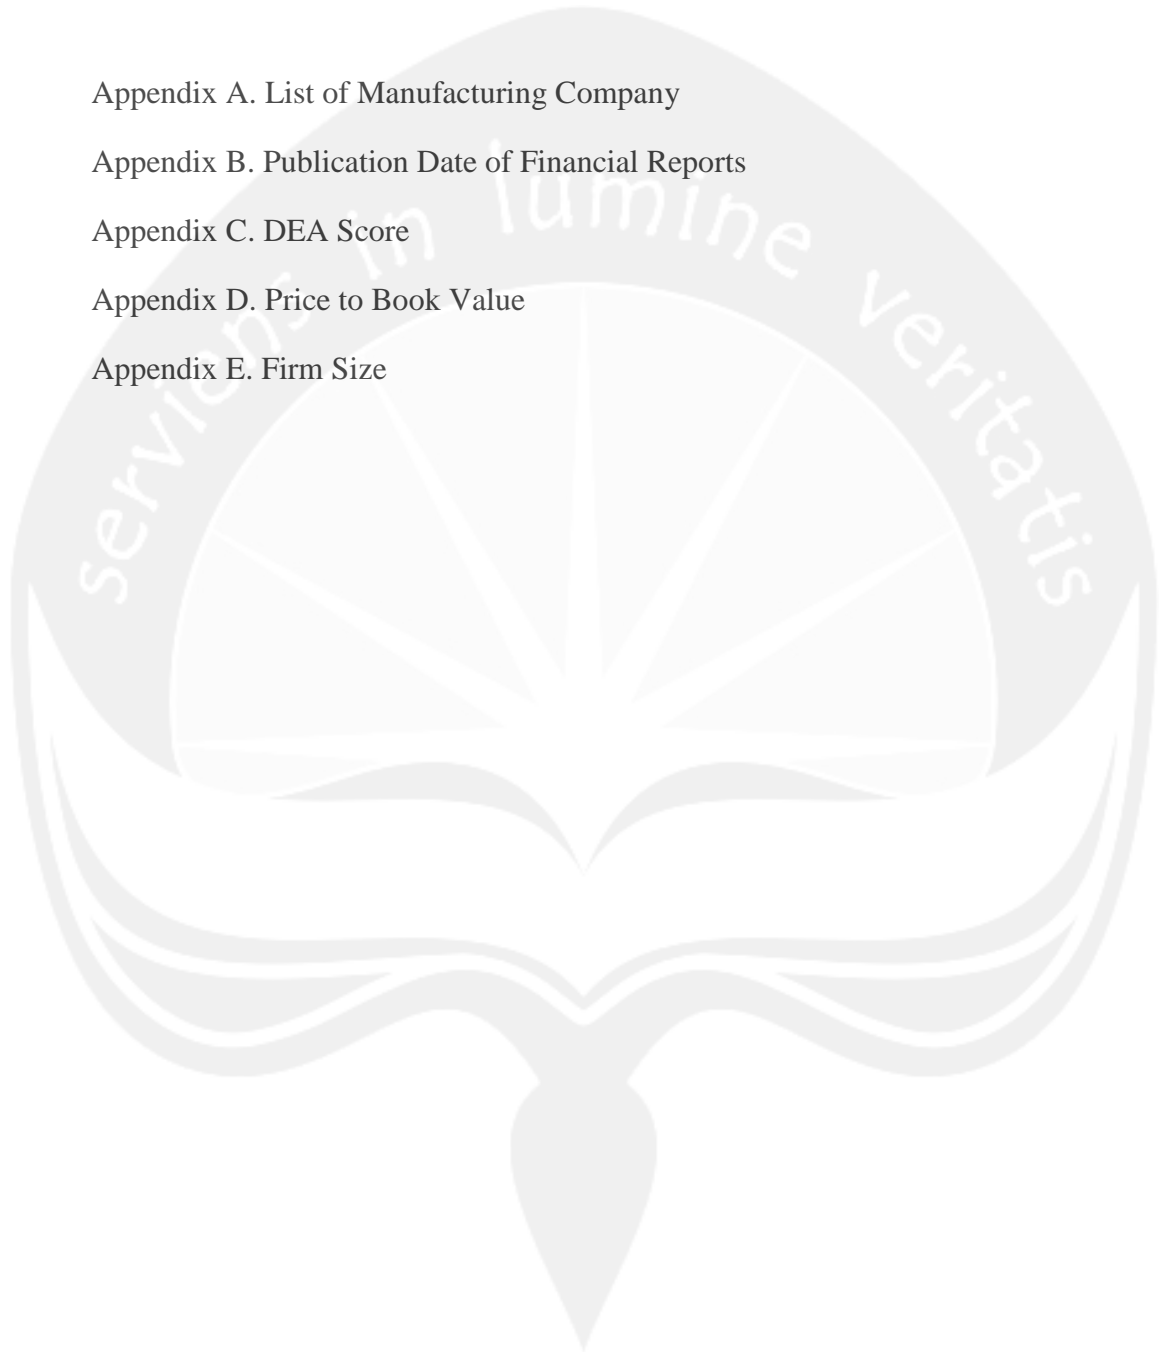 Appendix A. List of Manufacturing Company
Appendix B. Publication Date of Financial Reports
Appendix C. DEA Score
Appendix D. Price to Book Value
Appendix E. Firm Size
serviens in lumine veritatis